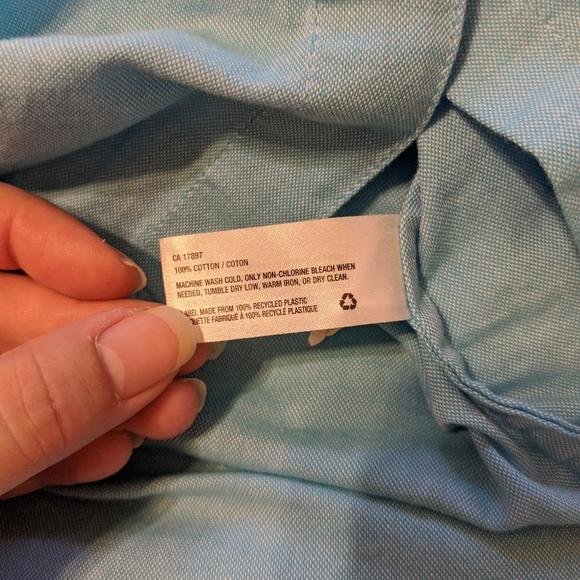 CA 17897
100% COTTON / COTON
MACHINE WASH COLD, ONLY NON-CHLORINE BLEACH WHEN
NEEDED, TUMBLE DRY LOW, WARM IRON, OR DRY CLEAN.
LABEL MADE FROM 100% RECYCLED PLASTIC
FABRIQUÉ À 100% RECYCLÉ PLASTIQUE